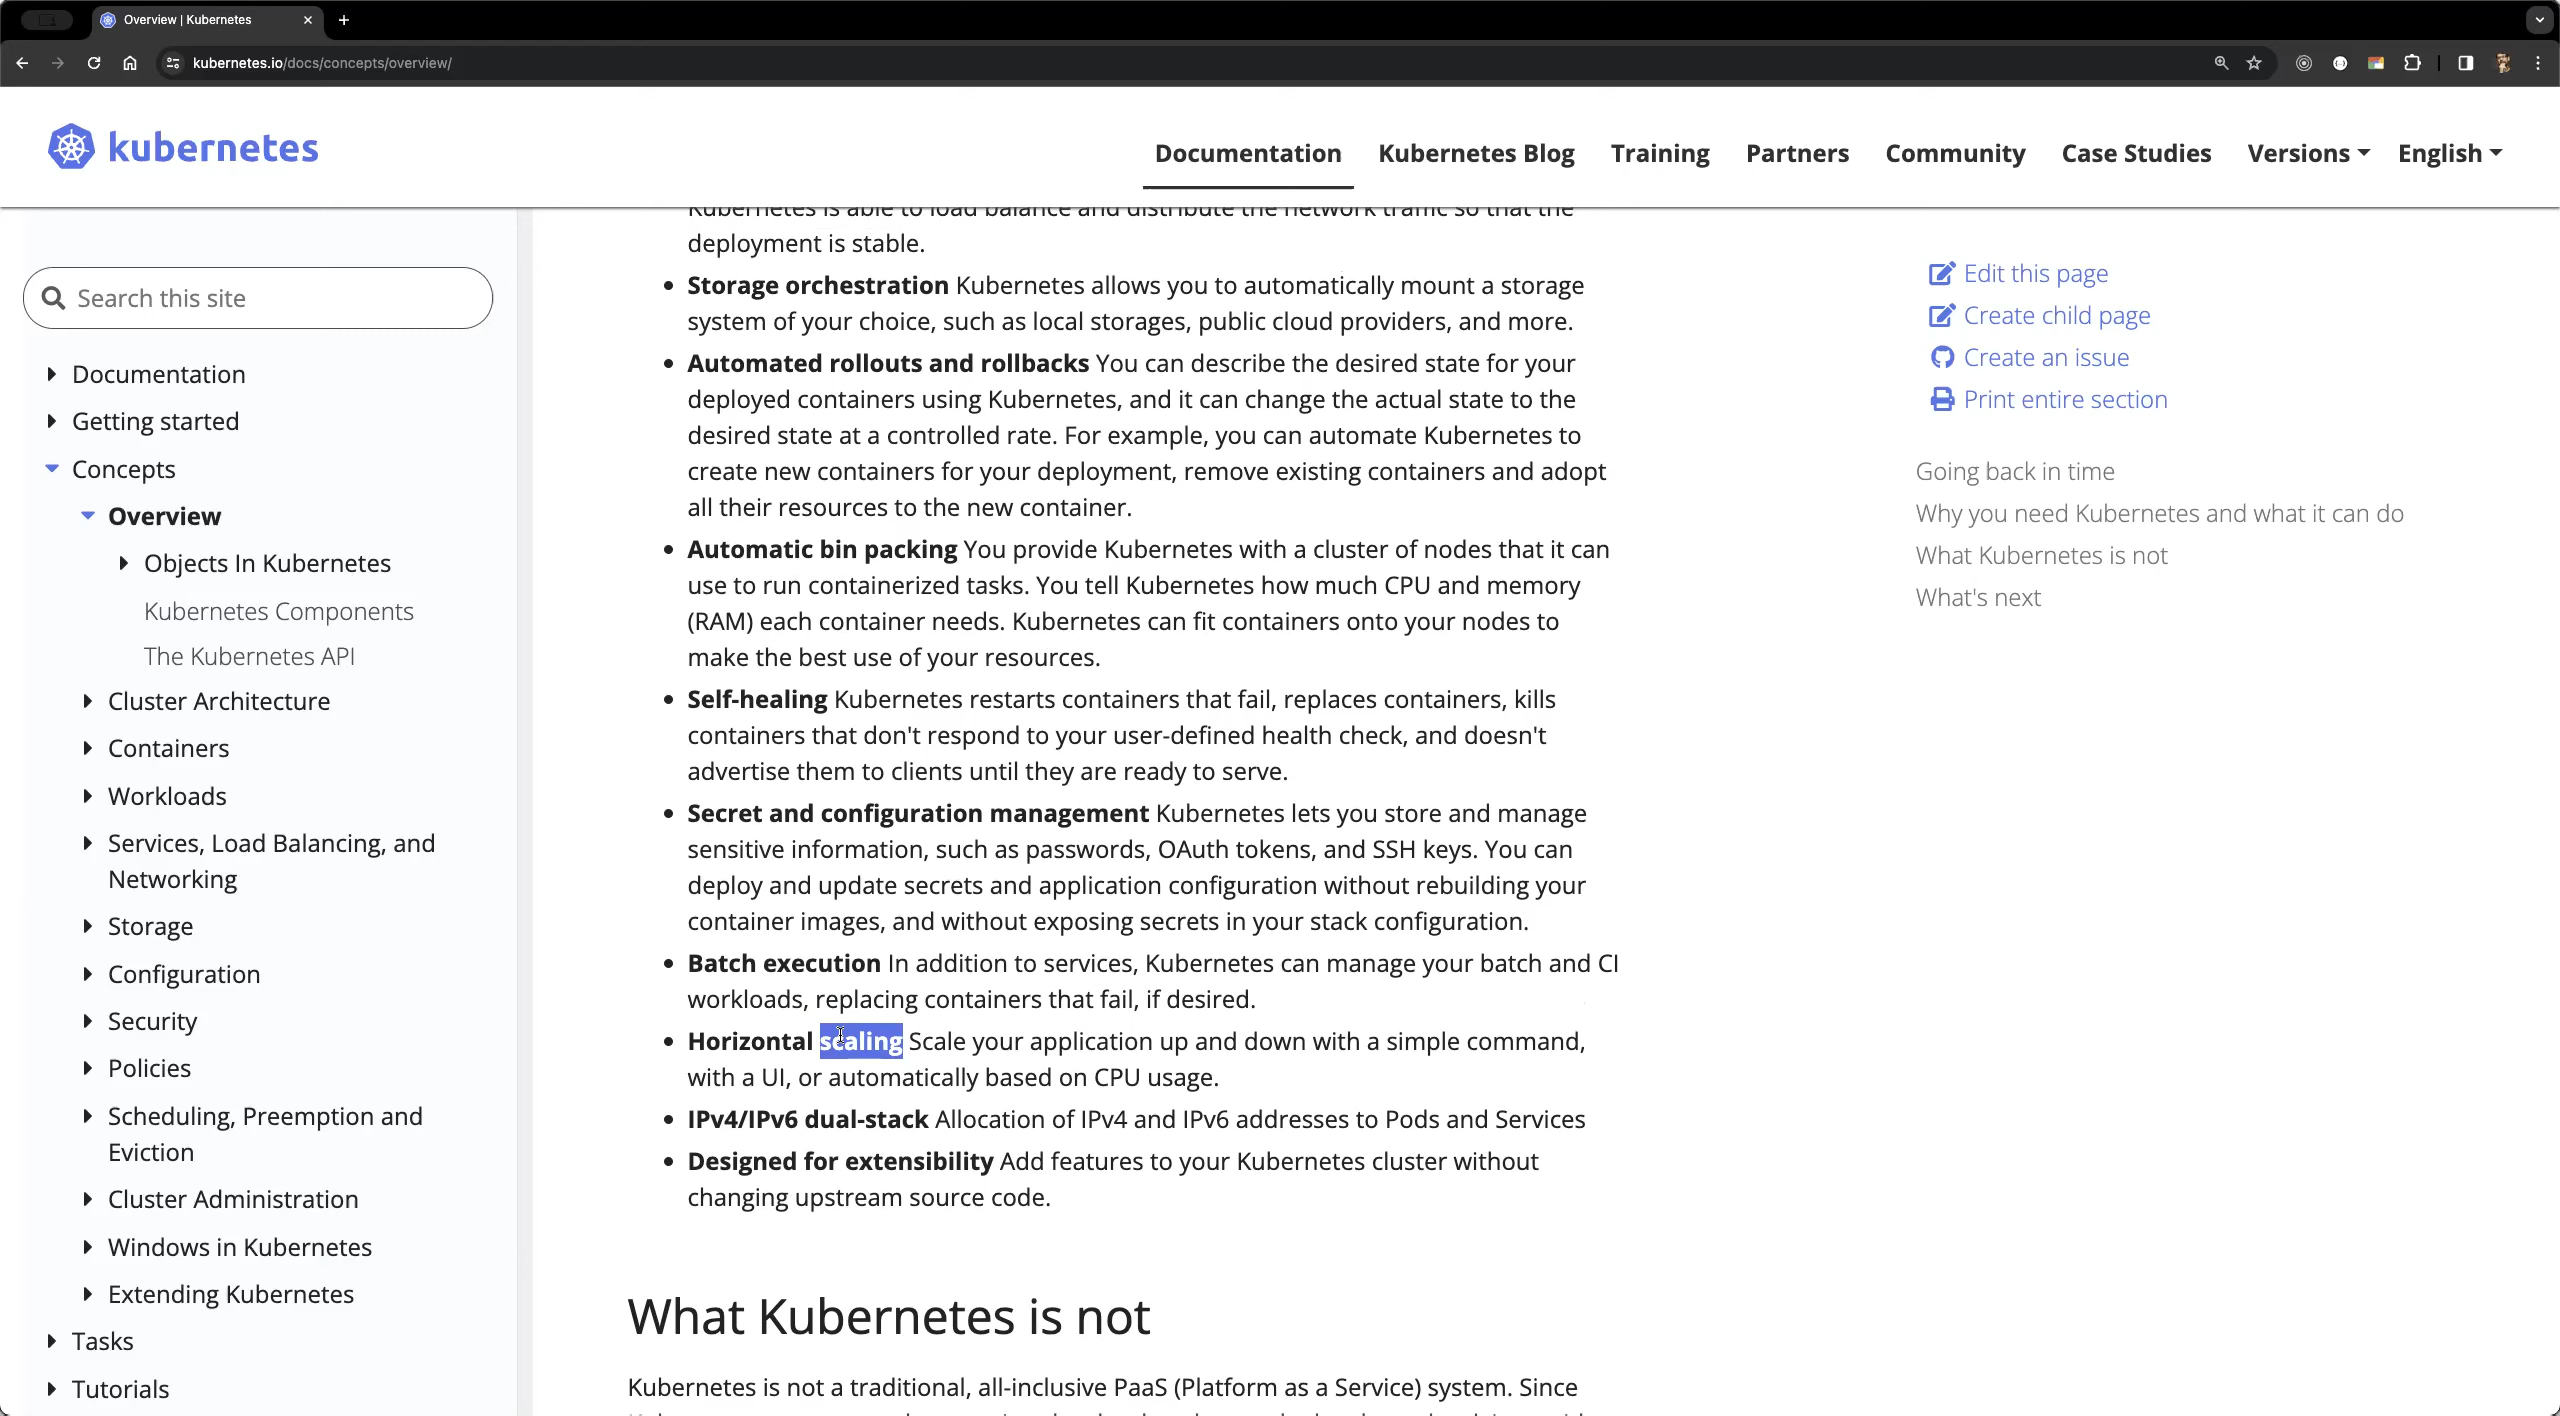 Overview | Kubernetes
kubernetes.io/docs/concepts/overview/
kubernetes
Documentation
Kubernetes Blog
Training
Partners
Community
Case Studies
Versions
English
Search this site
Documentation
Getting started
Concepts
Overview
Objects In Kubernetes
Kubernetes Components
The Kubernetes API
Cluster Architecture
Containers
Workloads
Services, Load Balancing, and
Networking
Storage
Configuration
Security
Policies
Scheduling, Preemption and
Eviction
Cluster Administration
Windows in Kubernetes
Extending Kubernetes
Tasks
Tutorials
Kubernetes is able to load balance and distribute the network traffic so that the
deployment is stable.
Storage orchestration Kubernetes allows you to automatically mount a storage
system of your choice, such as local storages, public cloud providers, and more.
Automated rollouts and rollbacks You can describe the desired state for your
deployed containers using Kubernetes, and it can change the actual state to the
desired state at a controlled rate. For example, you can automate Kubernetes to
create new containers for your deployment, remove existing containers and adopt
all their resources to the new container.
Automatic bin packing You provide Kubernetes with a cluster of nodes that it can
use to run containerized tasks. You tell Kubernetes how much CPU and memory
(RAM) each container needs. Kubernetes can fit containers onto your nodes to
make the best use of your resources.
Self-healing Kubernetes restarts containers that fail, replaces containers, kills
containers that don't respond to your user-defined health check, and doesn't
advertise them to clients until they are ready to serve.
Secret and configuration management Kubernetes lets you store and manage
sensitive information, such as passwords, OAuth tokens, and SSH keys. You can
deploy and update secrets and application configuration without rebuilding your
container images, and without exposing secrets in your stack configuration.
Batch execution In addition to services, Kubernetes can manage your batch and CI
workloads, replacing containers that fail, if desired.
Horizontal scaling Scale your application up and down with a simple command,
with a UI, or automatically based on CPU usage.
IPv4/IPv6 dual-stack Allocation of IPv4 and IPv6 addresses to Pods and Services
Designed for extensibility Add features to your Kubernetes cluster without
changing upstream source code.
What Kubernetes is not
Kubernetes is not a traditional, all-inclusive PaaS (Platform as a Service) system. Since
Edit this page
Create child page
Create an issue
Print entire section
Going back in time
Why you need Kubernetes and what it can do
What Kubernetes is not
What's next